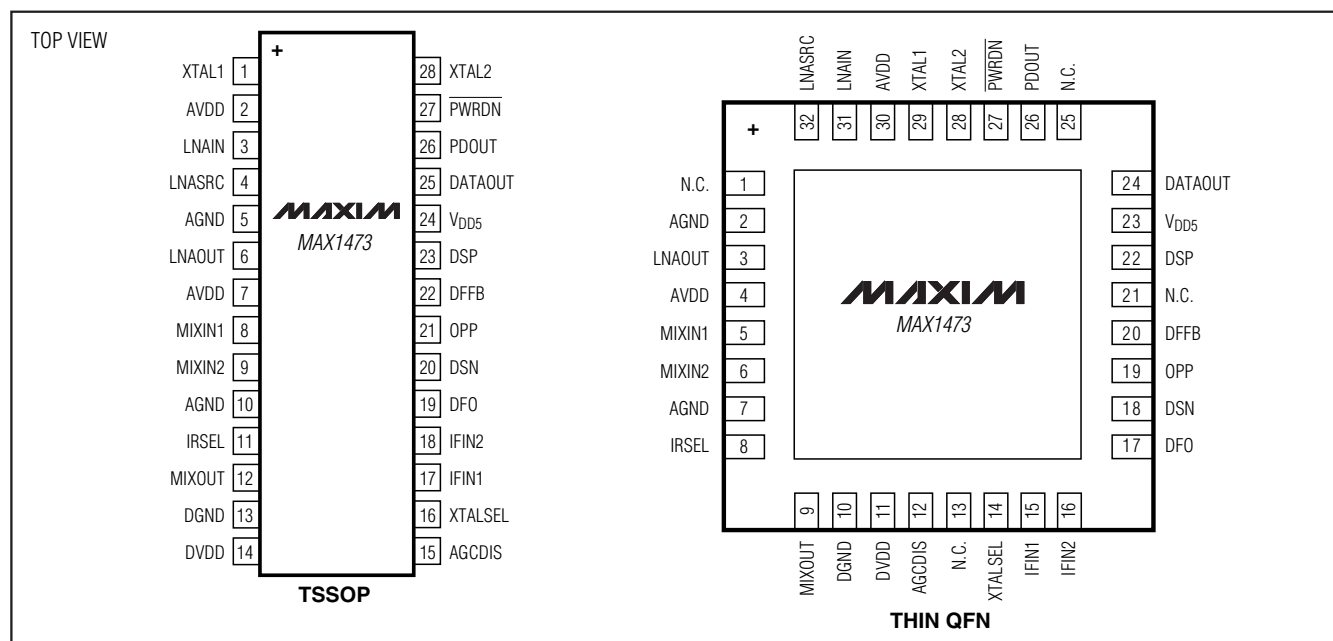 TOP VIEW
+
XTAL1 1
AVDD 2
LNAIN 3
LNASRC 4
AGND 5
LNAOUT 6
AVDD 7
MIXIN1 8
MIXIN2 9
AGND 10
IRSEL 11
MIXOUT 12
DGND 13
DVDD 14
MAXIM
MAX1473
28 XTAL2
27 PWRDN
26 PDOUT
25 DATAOUT
24 VDD5
23 DSP
22 DFFB
21 OPP
20 DSN
19 DFO
18 IFIN2
17 IFIN1
16 XTALSEL
15 AGCDIS
TSSOP
LNASRC LNAIN AVDD XTAL1 XTAL2 PWRDN PDOUT N.C.
+ 32 31 30 29 28 27 26 25
N.C. 1
AGND 2
LNAOUT 3
AVDD 4
MIXIN1 5
MIXIN2 6
AGND 7
IRSEL 8
MAXIM
MAX1473
24 DATAOUT
23 VDD5
22 DSP
21 N.C.
20 DFFB
19 OPP
18 DSN
17 DFO
9 10 11 12 13 14 15 16
MIXOUT DGND DVDD AGCDIS N.C. XTALSEL IFIN1 IFIN2
THIN QFN